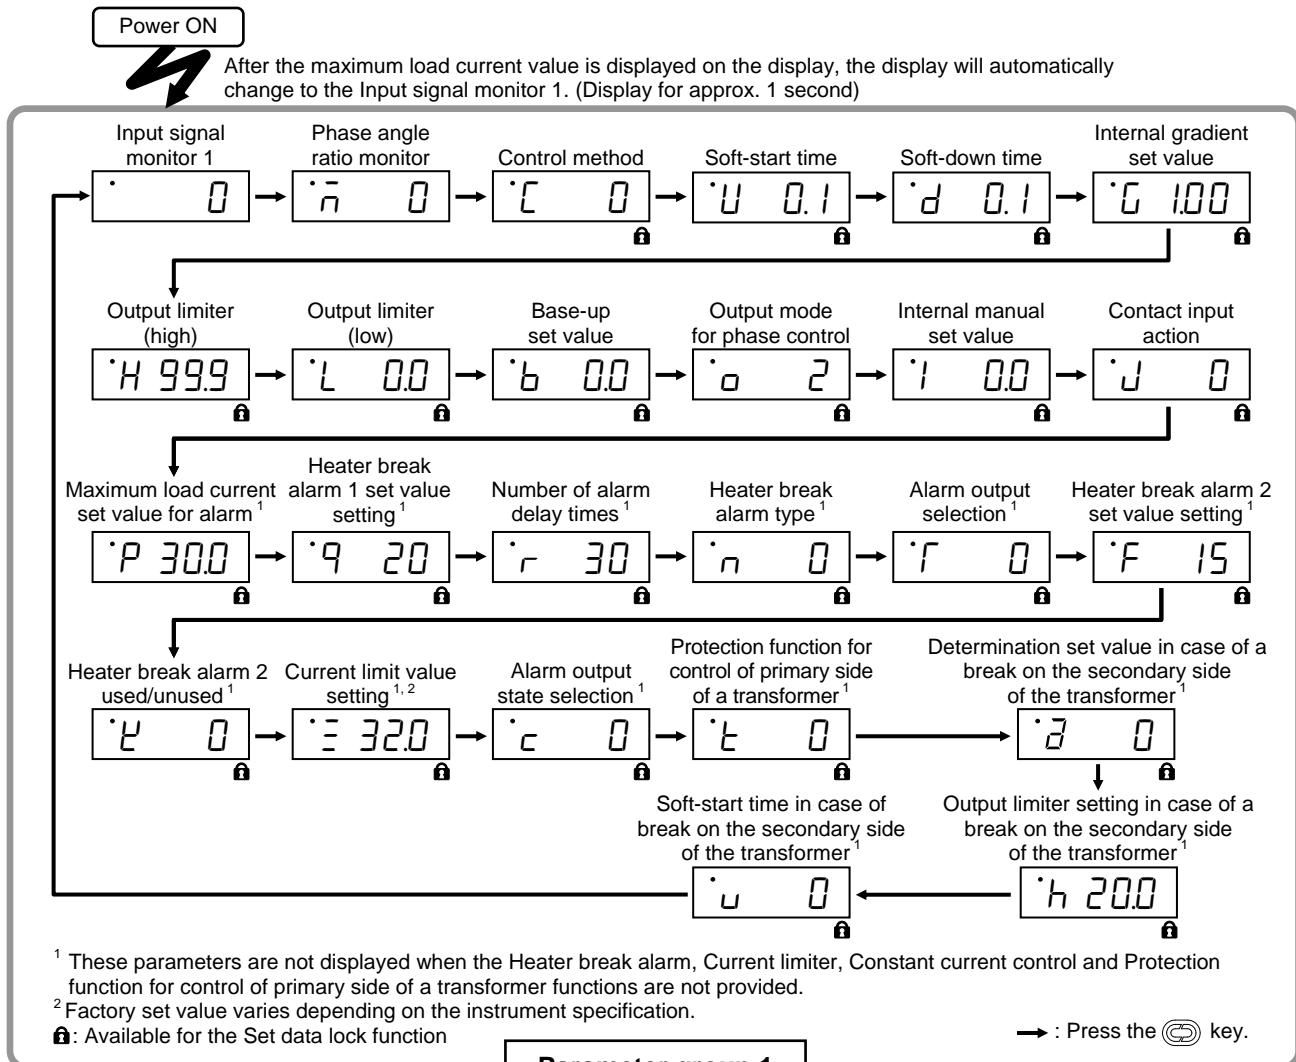 Power ON
After the maximum load current value is displayed on the display, the display will automatically
change to the Input signal monitor 1. (Display for approx. 1 second)
Input signal
monitor 1
0
Phase angle
ratio monitor
0
Control method
C 0
Soft-start time
U 0.1
Soft-down time
d 0.1
Internal gradient
set value
G 1.00
Output limiter
(high)
H 99.9
Output limiter
(low)
L 0.0
Base-up
set value
b 0.0
Output mode
for phase control
o 2
Internal manual
set value
I 0.0
Contact input
action
J 0
Maximum load current
set value for alarm 1
P 30.0
Heater break
alarm 1 set value
setting 1
q 20
Number of alarm
delay times 1
r 30
Heater break
alarm type 1
n 0
Alarm output
selection 1
T 0
Heater break alarm 2
set value setting 1
F 15
Heater break alarm 2
used/unused 1
0
Current limit value
setting 1, 2
32.0
Alarm output
state selection 1
c 0
Protection function for
control of primary side
of a transformer 1
t 0
Determination set value in case of a
break on the secondary side
of the transformer 1
0
Output limiter setting in case of a
break on the secondary side
of the transformer 1
h 20.0
Soft-start time in case of
break on the secondary side
of the transformer 1
u 0
1 These parameters are not displayed when the Heater break alarm, Current limiter, Constant current control and Protection
function for control of primary side of a transformer functions are not provided.
2 Factory set value varies depending on the instrument specification.
: Available for the Set data lock function
: Press the key.
Parameter group 1